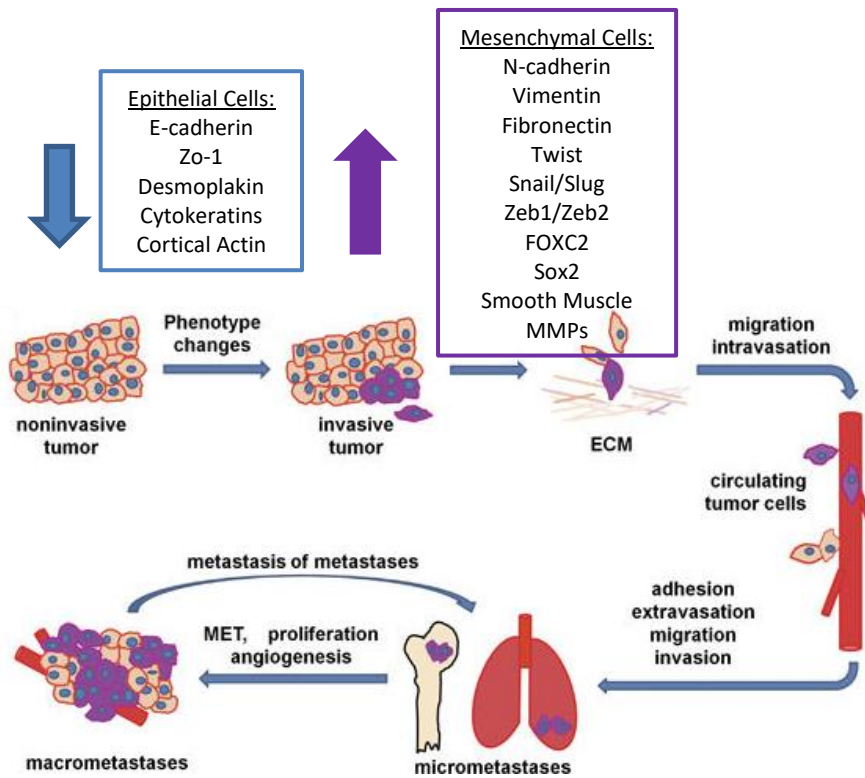 Epithelial Cells:
E-cadherin
Zo-1
Desmoplakin
Cytokeratins
Cortical Actin
Mesenchymal Cells:
N-cadherin
Vimentin
Fibronectin
Twist
Snail/Slug
Zeb1/Zeb2
FOXC2
Sox2
Smooth Muscle
MMPs
Phenotype
changes
migration
intravasation
noninvasive
tumor
invasive
tumor
ECM
circulating
tumor cells
adhesion
extravasation
migration
invasion
metastasis of metastases
MET, proliferation
angiogenesis
macrometastases
micrometastases